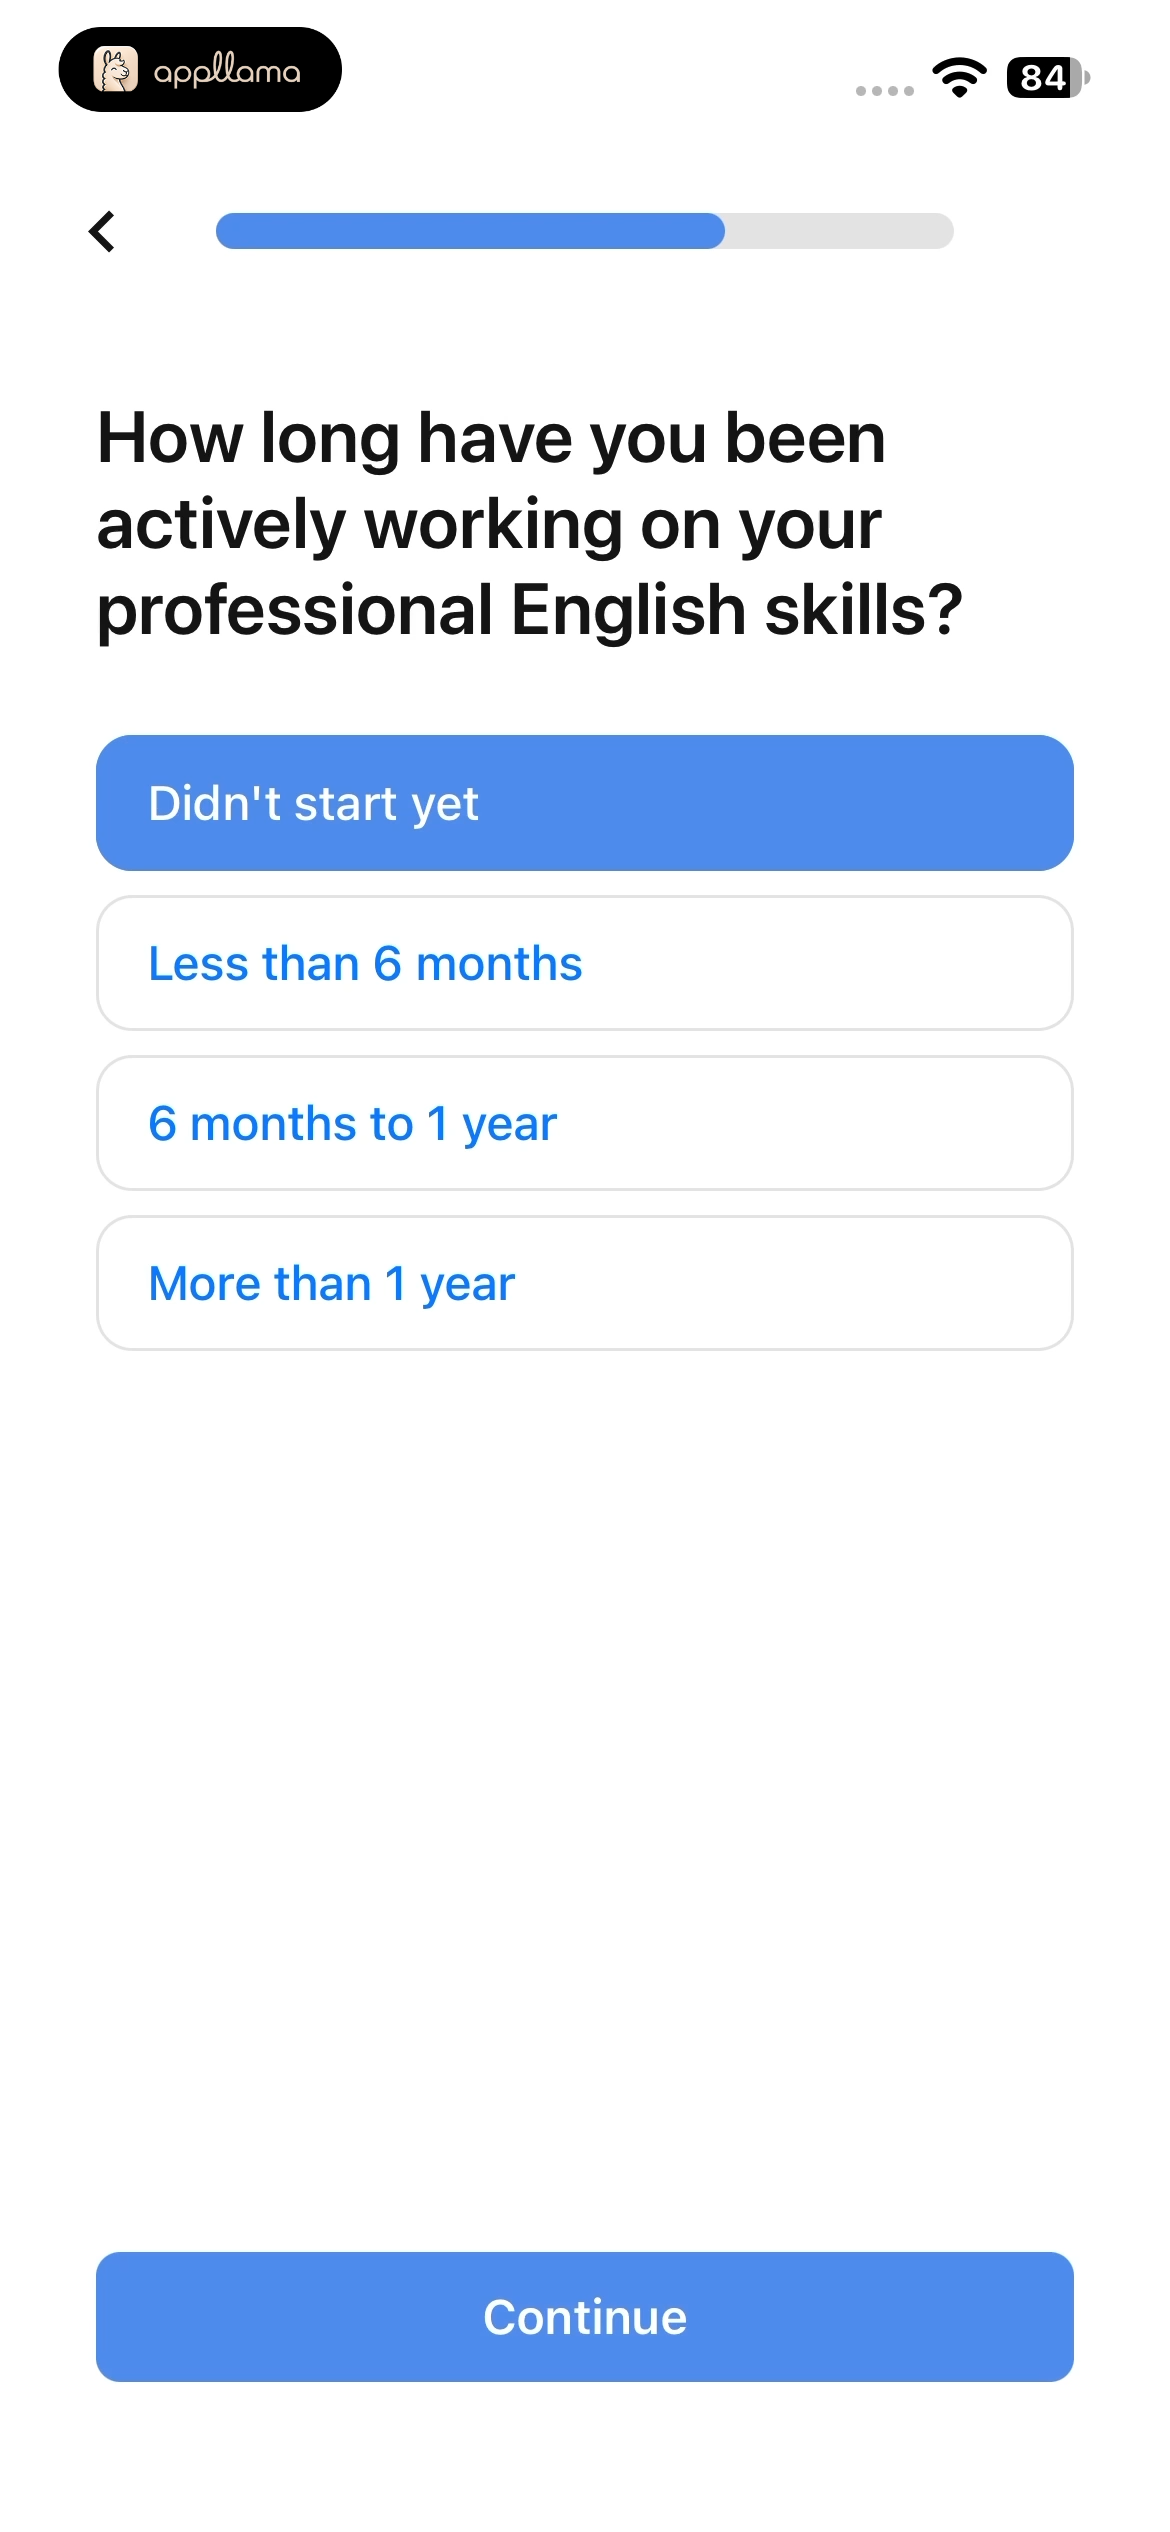 appllama
84
How long have you been
actively working on your
professional English skills?
Didn't start yet
Less than 6 months
6 months to 1 year
More than 1 year
Continue